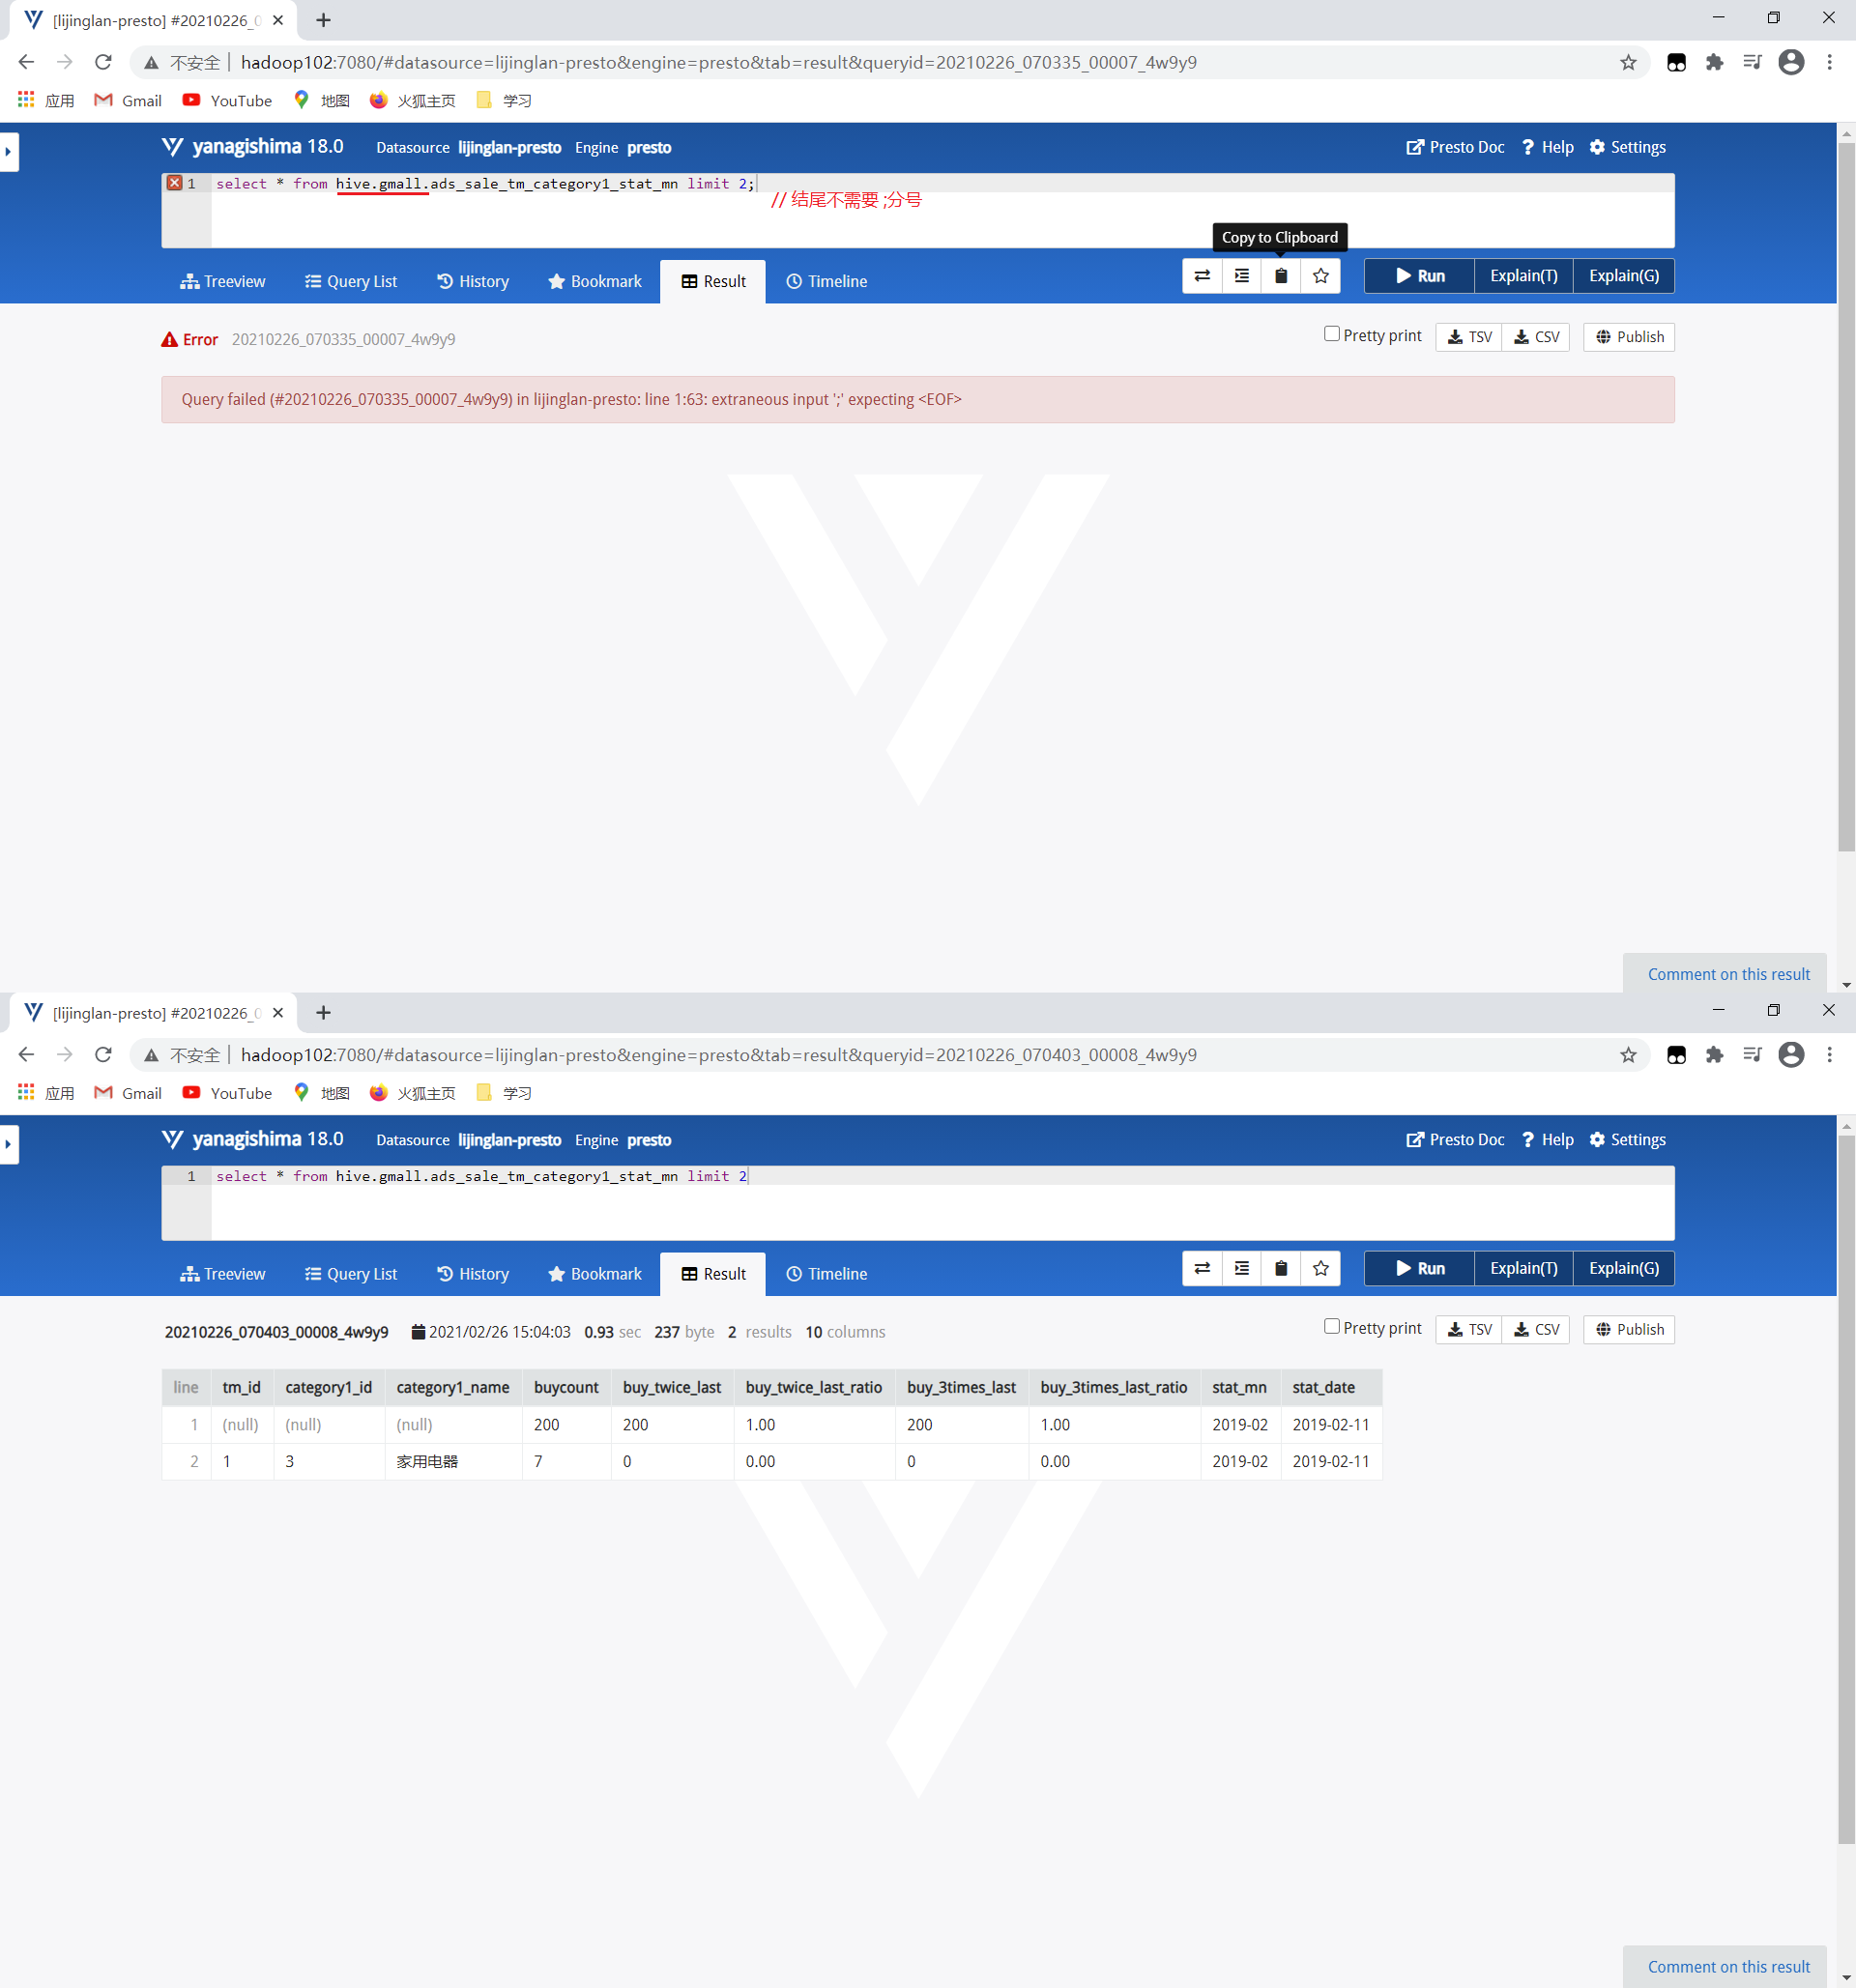 [lijinglan-presto] #20210226_0
不安全 hadoop102:7080/#datasource=lijinglan-presto&engine=presto&tab=result&queryid=20210226_070335_00007_4w9y9
应用 Gmail YouTube 地图 火狐主页 学习
yanagishima 18.0 Datasource lijinglan-presto Engine presto Presto Doc Help Settings
1 select * from hive.gmall.ads_sale_tm_category1_stat_mn limit 2;
// 结尾不需要 ;分号
Copy to Clipboard
Treeview Query List History Bookmark Result Timeline Run Explain(T) Explain(G)
Error 20210226_070335_00007_4w9y9 Pretty print TSV CSV Publish
Query failed (#20210226_070335_00007_4w9y9) in lijinglan-presto: line 1:63: extraneous input ';' expecting <EOF>
Comment on this result
[lijinglan-presto] #20210226_0
不安全 hadoop102:7080/#datasource=lijinglan-presto&engine=presto&tab=result&queryid=20210226_070403_00008_4w9y9
应用 Gmail YouTube 地图 火狐主页 学习
yanagishima 18.0 Datasource lijinglan-presto Engine presto Presto Doc Help Settings
1 select * from hive.gmall.ads_sale_tm_category1_stat_mn limit 2
Treeview Query List History Bookmark Result Timeline Run Explain(T) Explain(G)
20210226_070403_00008_4w9y9 2021/02/26 15:04:03 0.93 sec 237 byte 2 results 10 columns Pretty print TSV CSV Publish
line tm_id category1_id category1_name buycount buy_twice_last buy_twice_last_ratio buy_3times_last buy_3times_last_ratio stat_mn stat_date
1 (null) (null) (null) 200 200 1.00 200 1.00 2019-02 2019-02-11
2 1 3 家用电器 7 0 0.00 0 0.00 2019-02 2019-02-11
Comment on this result